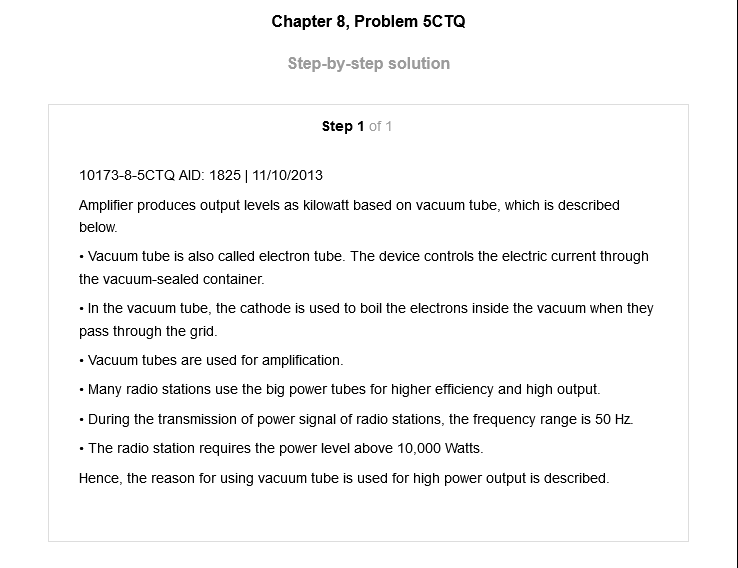 Chapter 8, Problem 5CTQ
Step-by-step solution
Step 1 of 1
10173-8-5CTQ AID: 1825 | 11/10/2013
Amplifier produces output levels as kilowatt based on vacuum tube, which is described
below.
• Vacuum tube is also called electron tube. The device controls the electric current through
the vacuum-sealed container.
• In the vacuum tube, the cathode is used to boil the electrons inside the vacuum when they
pass through the grid.
• Vacuum tubes are used for amplification.
• Many radio stations use the big power tubes for higher efficiency and high output.
• During the transmission of power signal of radio stations, the frequency range is 50 Hz.
• The radio station requires the power level above 10,000 Watts.
Hence, the reason for using vacuum tube is used for high power output is described.